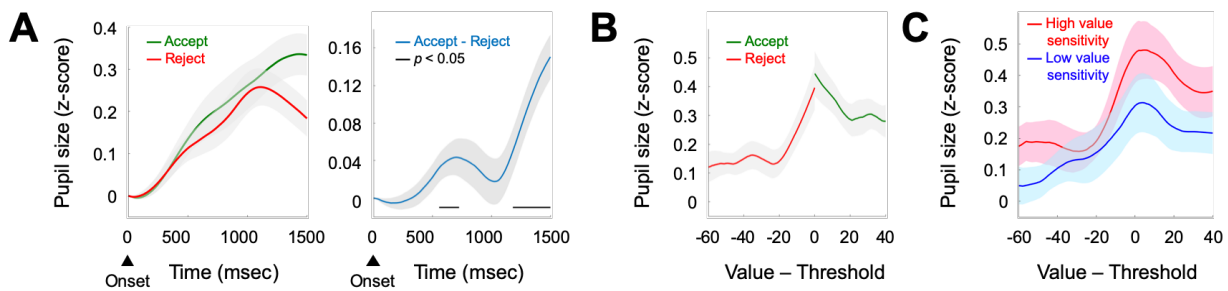 A
Pupil size (z-score)
0.4
0.3
0.2
0.1
0
Accept
Reject
0
500
1000
1500
Onset
Time (msec)
0.16
0.12
0.08
0.04
0
Accept - Reject
p < 0.05
0
500
1000
1500
Onset
Time (msec)
B
Pupil size (z-score)
0.5
0.4
0.3
0.2
0.1
0
Accept
Reject
-60
-40
-20
0
20
40
Value – Threshold
C
Pupil size (z-score)
0.5
0.4
0.3
0.2
0.1
0
High value
sensitivity
Low value
sensitivity
-60
-40
-20
0
20
40
Value – Threshold